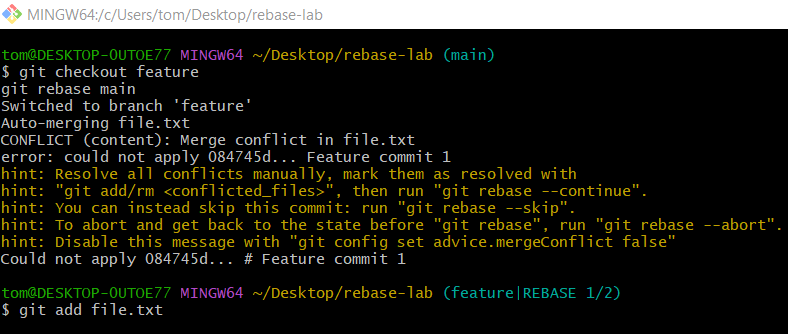 MINGW64:/c/Users/tom/Desktop/rebase-lab
tom@DESKTOP-OUTOE77 MINGW64 ~/Desktop/rebase-lab (main)
$ git checkout feature
git rebase main
Switched to branch 'feature'
Auto-merging file.txt
CONFLICT (content): Merge conflict in file.txt
error: could not apply 084745d... Feature commit 1
hint: Resolve all conflicts manually, mark them as resolved with
hint: "git add/rm <conflicted_files>", then run "git rebase --continue".
hint: You can instead skip this commit: run "git rebase --skip".
hint: To abort and get back to the state before "git rebase", run "git rebase --abort".
hint: Disable this message with "git config set advice.mergeConflict false"
Could not apply 084745d... # Feature commit 1
tom@DESKTOP-OUTOE77 MINGW64 ~/Desktop/rebase-lab (feature|REBASE 1/2)
$ git add file.txt